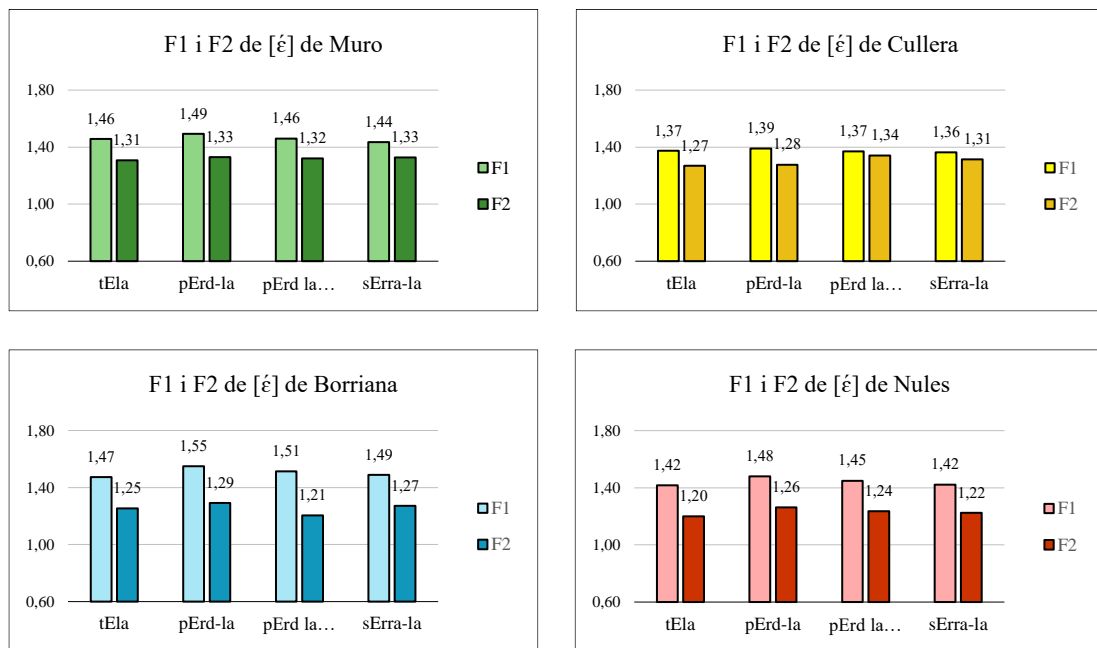 F1 i F2 de [έ] de Muro
1,80
1,40
1,00
0,60
1,46
1,31
1,49
1,33
1,46
1,32
1,44
1,33
tEla
pErd-la
pErd la…
sErra-la
F1
F2
F1 i F2 de [έ] de Cullera
1,80
1,40
1,00
0,60
1,37
1,27
1,39
1,28
1,37
1,34
1,36
1,31
tEla
pErd-la
pErd la…
sErra-la
F1
F2
F1 i F2 de [έ] de Borriana
1,80
1,40
1,00
0,60
1,47
1,25
1,55
1,29
1,51
1,21
1,49
1,27
tEla
pErd-la
pErd la…
sErra-la
F1
F2
F1 i F2 de [έ] de Nules
1,80
1,40
1,00
0,60
1,42
1,20
1,48
1,26
1,45
1,24
1,42
1,22
tEla
pErd-la
pErd la…
sErra-la
F1
F2